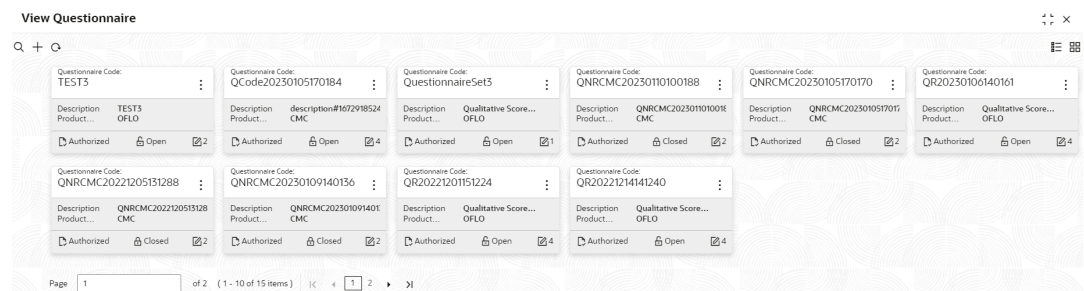 View Questionnaire
Questionnaire Code:
TEST3
Description TEST3
Product... OFLO
Authorized Open 2
Questionnaire Code:
QCode20230105170184
Description description#1672918524
Product... CMC
Authorized Open 4
Questionnaire Code:
QuestionnaireSet3
Description Qualitative Score...
Product... OFLO
Authorized Open 1
Questionnaire Code:
QNRCMC20230110100188
Description QNRCMC20230110100188
Product... CMC
Authorized Closed 2
Questionnaire Code:
QNRCMC20230105170170
Description QNRCMC2023010517017
Product... CMC
Authorized Closed 2
Questionnaire Code:
QR20230106140161
Description Qualitative Score...
Product... OFLO
Authorized Open 4
Questionnaire Code:
QNRCMC20221205131288
Description QNRCMC2022120513128
Product... CMC
Authorized Closed 2
Questionnaire Code:
QNRCMC20230109140136
Description QNRCMC202301091401
Product... CMC
Authorized Closed 2
Questionnaire Code:
QR20221201151224
Description Qualitative Score...
Product... OFLO
Authorized Open 4
Questionnaire Code:
QR20221214141240
Description Qualitative Score...
Product... OFLO
Authorized Open 4
Page 1 of 2 (1 - 10 of 15 items) 1 2